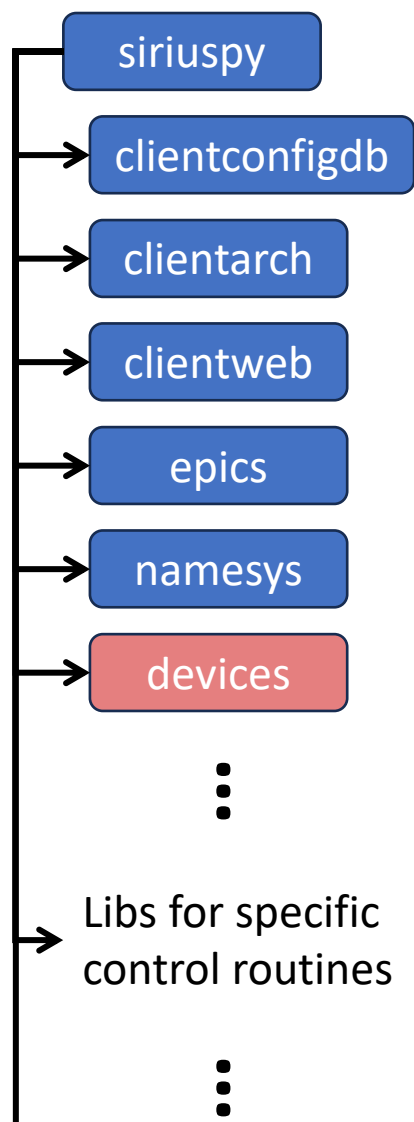 siriuspy
clientconfigdb
clientarch
clientweb
epics
namesys
devices
Libs for specific
control routines